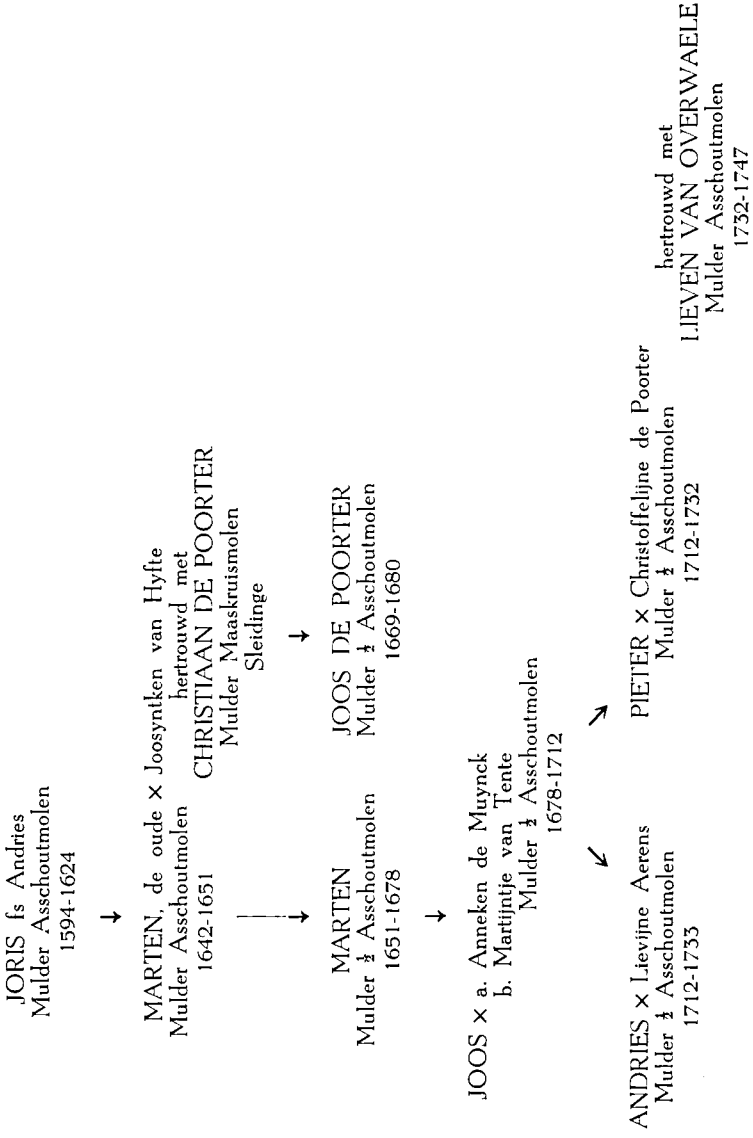 JORIS fs Andries
Mulder Asschoutmolen
1594-1624
↓
MARTEN, de oude × Joosyntken van Hyfte
Mulder Asschoutmolen
1642-1651
hertrouwd met
CHRISTIAAN DE POORTER
Mulder Maaskruismolen
Sleidinge
↓
↓
MARTEN
Mulder ½ Asschoutmolen
1651-1678
JOOS DE POORTER
Mulder ½ Asschoutmolen
1669-1680
↓
JOOS × a. Anneken de Muynck
b. Martijntje van Tente
Mulder ½ Asschoutmolen
1678-1712
↙
↘
ANDRIES × Lievijne Aerens
Mulder ½ Asschoutmolen
1712-1733
PIETER × Christoffelijne de Poorter
Mulder ½ Asschoutmolen
1712-1732
hertrouwd met
LIEVEN VAN OVERWAELE
Mulder Asschoutmolen
1732-1747